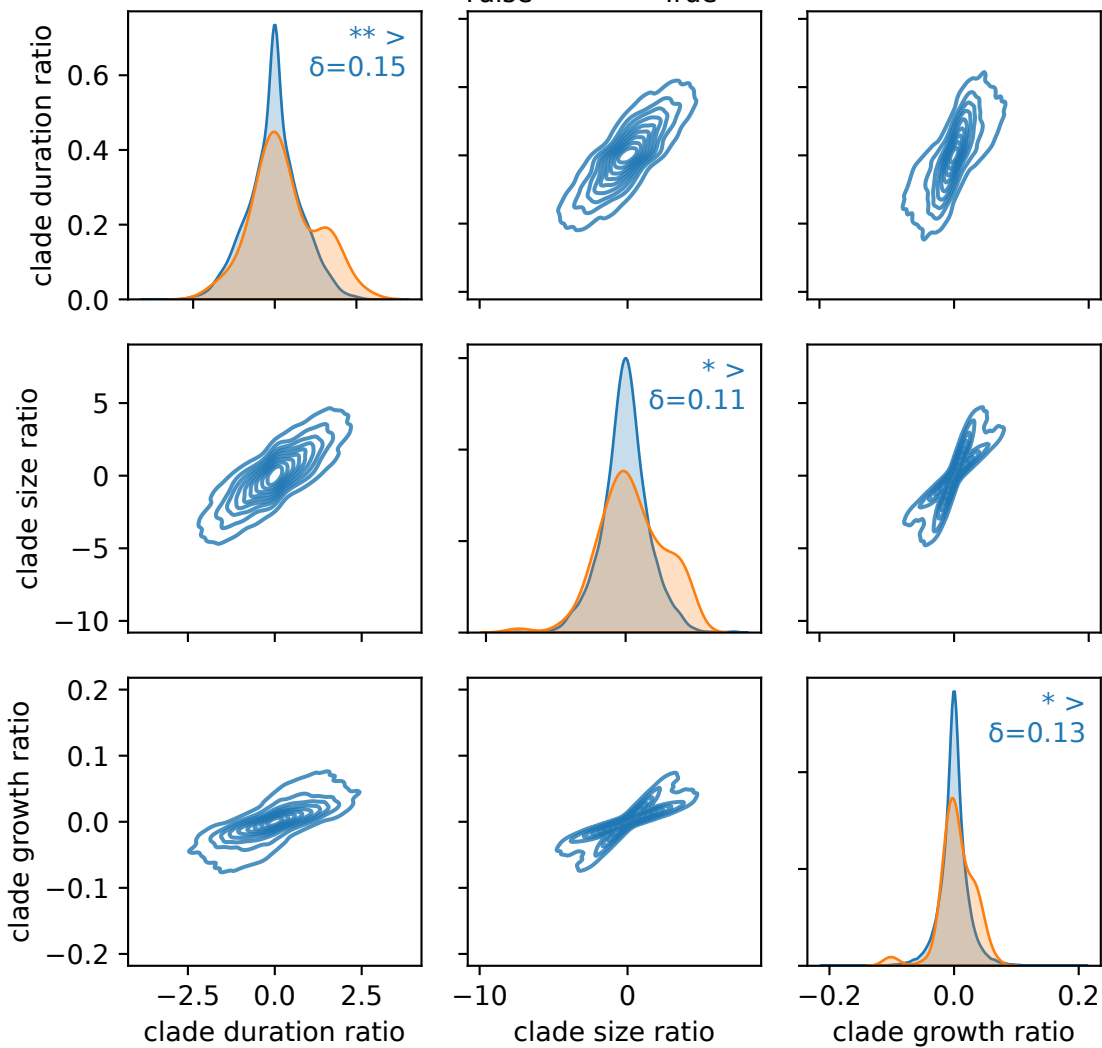 True
clade duration ratio
0.6
0.4
0.2
0.0
** >
δ=0.15
clade size ratio
5
0
−5
−10
* >
δ=0.11
clade growth ratio
0.2
0.1
0.0
−0.1
−0.2
* >
δ=0.13
−2.5 0.0 2.5
−10 0
−0.2 0.0 0.2
clade duration ratio
clade size ratio
clade growth ratio